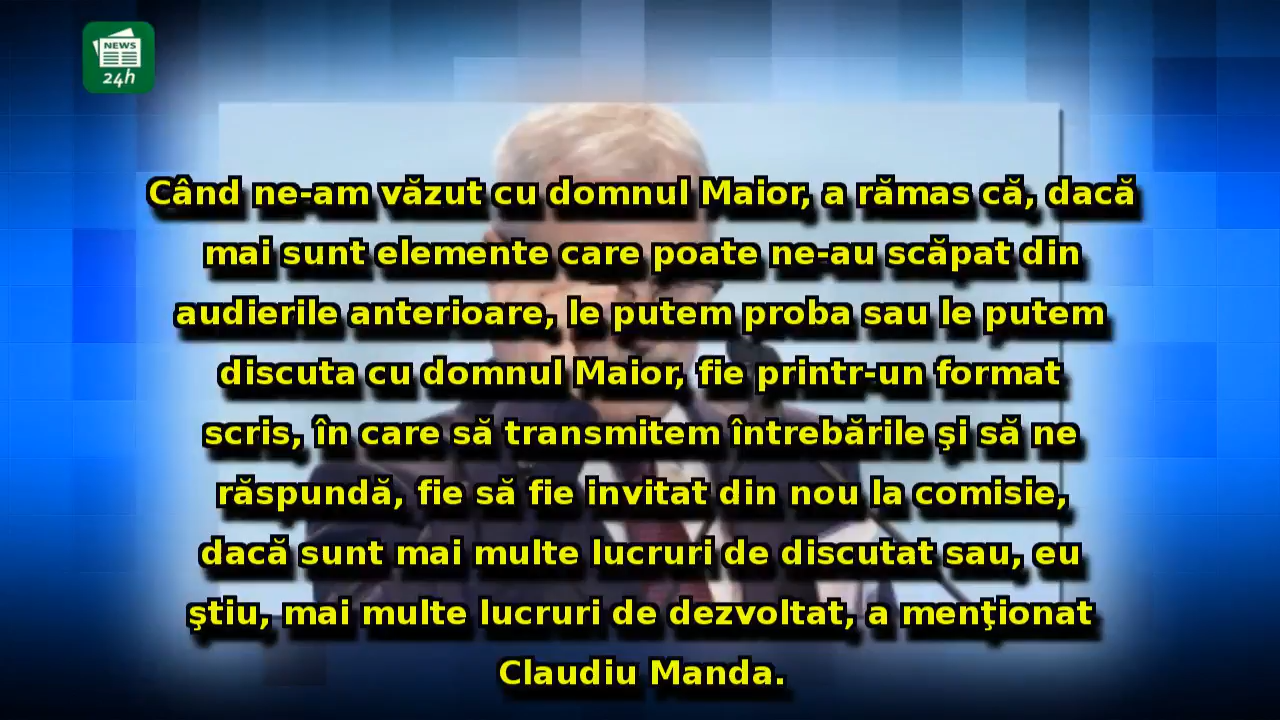 NEWS
24h
Când ne-am văzut cu domnul Maior, a rămas că, dacă
mai sunt elemente care poate ne-au scăpat din
audierile anterioare, le putem proba sau le putem
discuta cu domnul Maior, fie printr-un format
scris, în care să transmitem întrebările şi să ne
răspundă, fie să fie invitat din nou la comisie,
dacă sunt mai multe lucruri de discutat sau, eu
ştiu, mai multe lucruri de dezvoltat, a menţionat
Claudiu Manda.